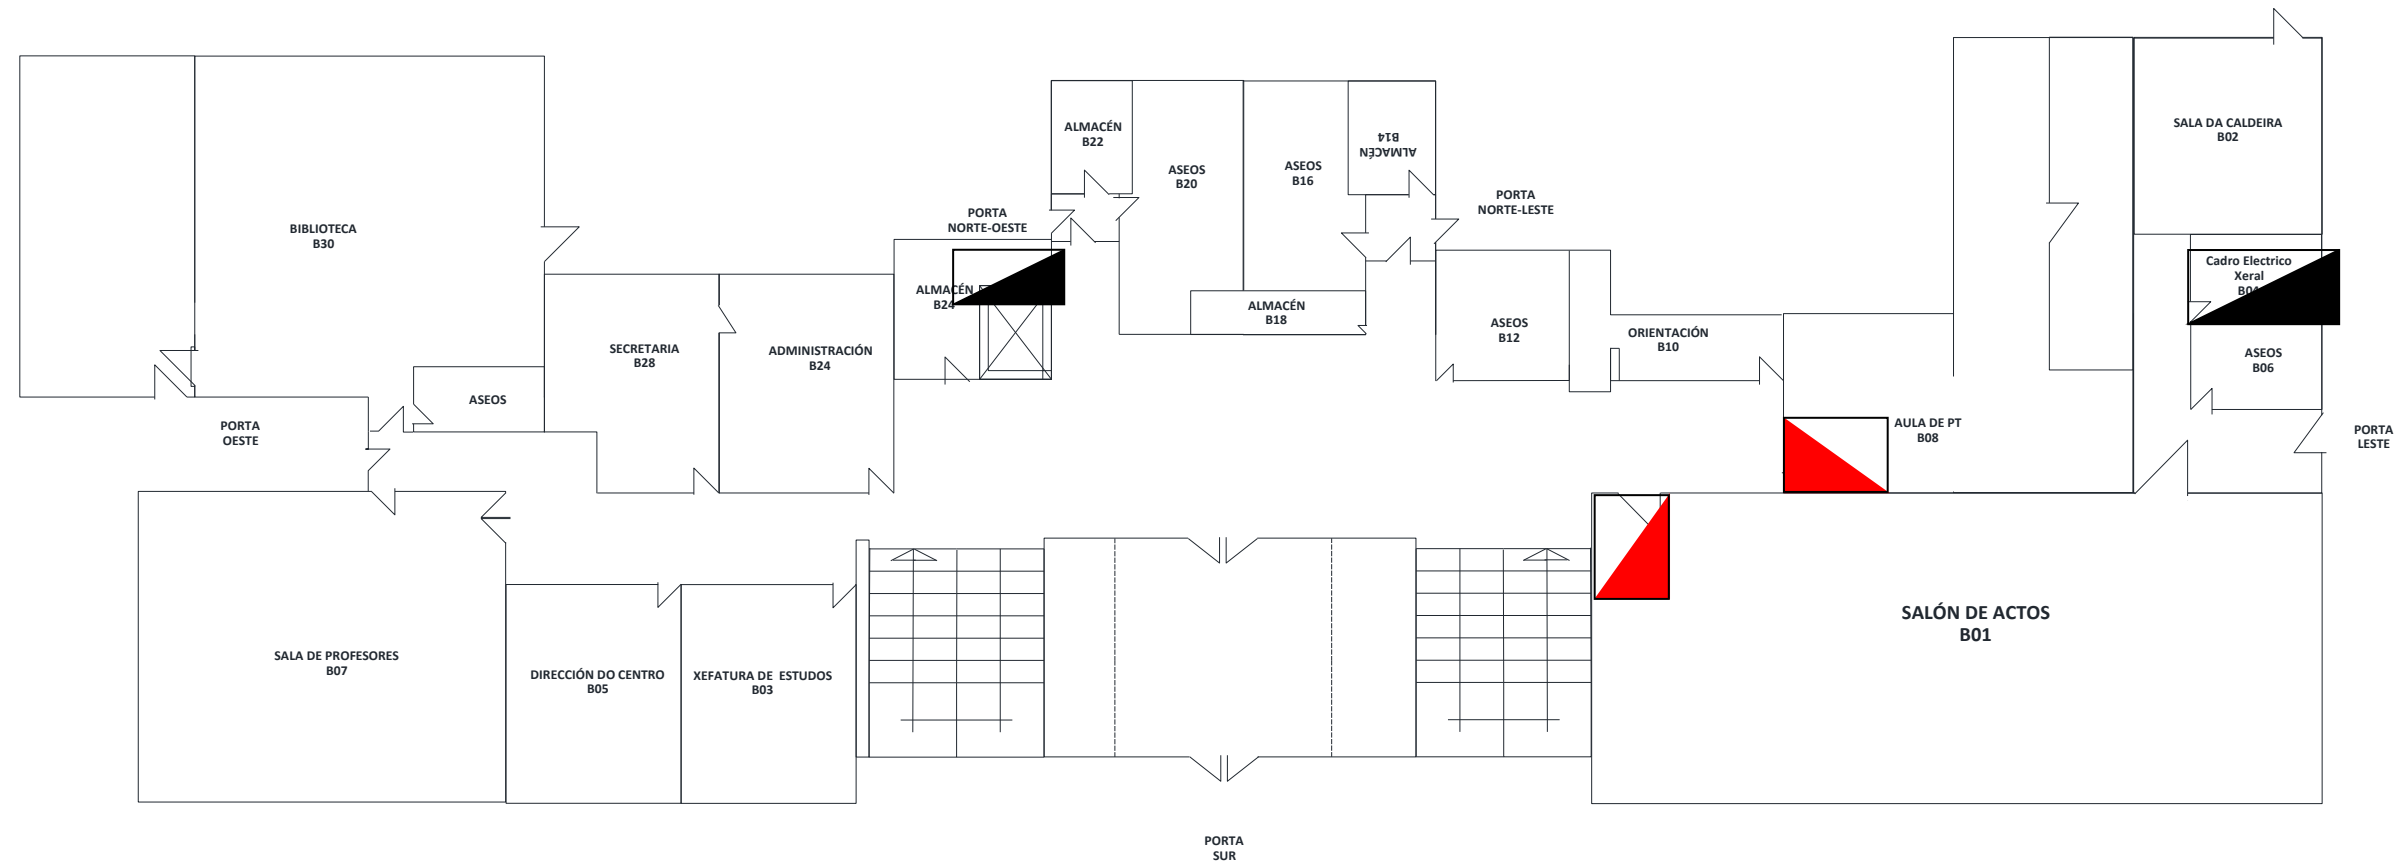 SALA DA CALDEIRA
B02
ALMACÉN
B22
ALMACÉN
B14
ASEOS
B20
ASEOS
B16
PORTA
NORTE-LESTE
PORTA
NORTE-OESTE
BIBLIOTECA
B30
Cadro Electrico
Xeral
B04
ALMACÉN
B24
ALMACÉN
B18
ASEOS
B12
ORIENTACIÓN
B10
SECRETARIA
B28
ADMINISTRACIÓN
B24
ASEOS
B06
ASEOS
PORTA
OESTE
AULA DE PT
B08
PORTA
LESTE
SALÓN DE ACTOS
B01
SALA DE PROFESORES
B07
DIRECCIÓN DO CENTRO
B05
XEFATURA DE ESTUDOS
B03
PORTA
SUR